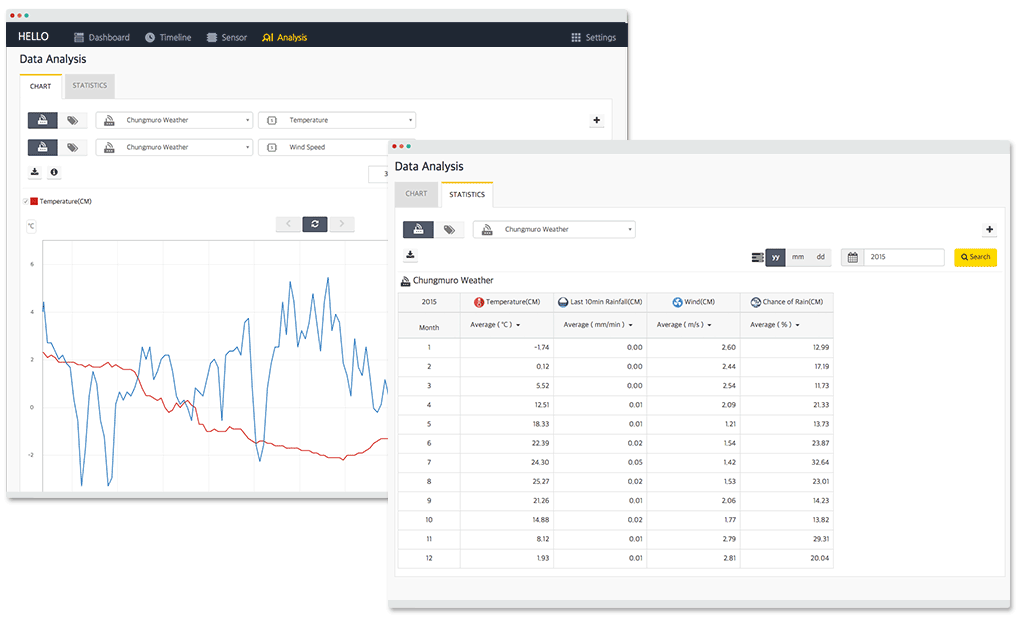 HELLO Dashboard Timeline Sensor Analysis Settings
Data Analysis
CHART STATISTICS
Chungmuro Weather Temperature
Chungmuro Weather Wind Speed
3
Temperature(CM)
℃
6
4
2
0
-2
Data Analysis
CHART STATISTICS
Chungmuro Weather
yy mm dd 2015 Search
Chungmuro Weather
2015 Temperature(CM) Last 10min Rainfall(CM) Wind(CM) Chance of Rain(CM)
Month Average ( ℃ ) Average ( mm/min ) Average ( m/s ) Average ( % )
1 -1.74 0.00 2.60 12.99
2 0.12 0.00 2.44 17.19
3 5.52 0.00 2.54 11.73
4 12.51 0.01 2.09 21.33
5 18.33 0.01 1.21 13.73
6 22.39 0.02 1.54 23.87
7 24.30 0.05 1.42 32.64
8 25.27 0.02 1.53 23.01
9 21.26 0.01 2.06 14.23
10 14.88 0.02 1.77 13.82
11 8.12 0.01 2.79 29.31
12 1.93 0.01 2.81 20.04